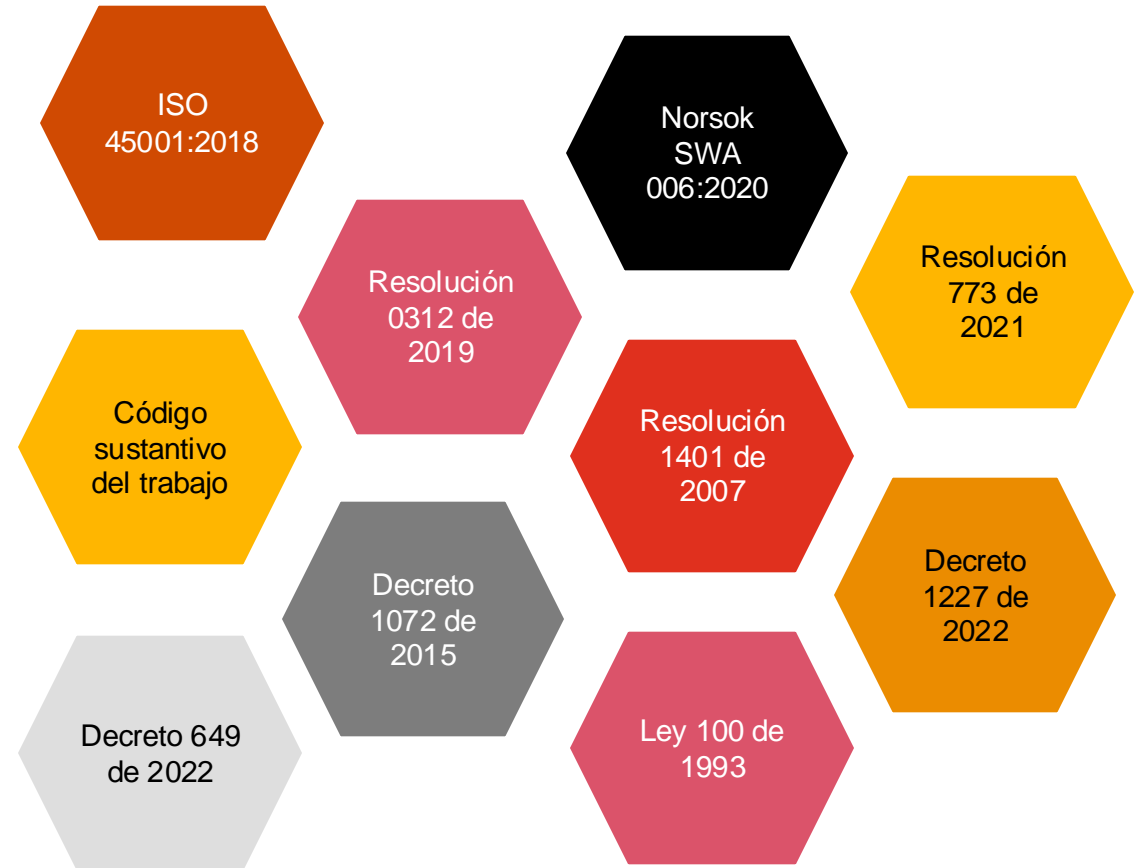 ISO
45001:2018
Norsok
SWA
006:2020
Resolución
773 de
2021
Resolución
0312 de
2019
Código
sustantivo
del trabajo
Resolución
1401 de
2007
Decreto
1227 de
2022
Decreto
1072 de
2015
Decreto 649
de 2022
Ley 100 de
1993